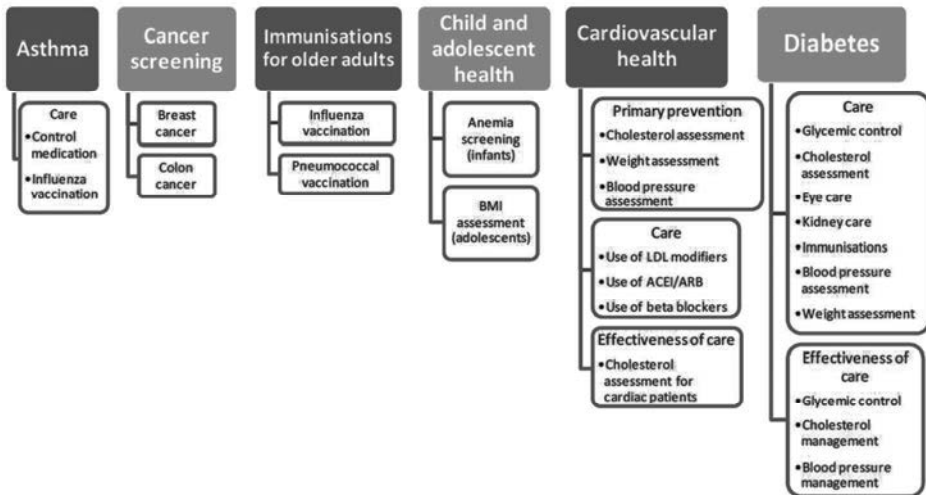 Asthma
Care
•Control
medication
•Influenza
vaccination
Cancer
screening
Breast
cancer
Colon
cancer
Immunisations
for older adults
Influenza
vaccination
Pneumococcal
vaccination
Child and
adolescent
health
Anemia
screening
(infants)
BMI
assessment
(adolescents)
Cardiovascular
health
Primary prevention
•Cholesterol assessment
•Weight assessment
•Blood pressure
assessment
Care
•Use of LDL modifiers
•Use of ACEI/ARB
•Use of beta blockers
Effectiveness of care
•Cholesterol
assessment for
cardiac patients
Diabetes
Care
•Glycemic control
•Cholesterol
assessment
•Eye care
•Kidney care
•Immunisations
•Blood pressure
assessment
•Weight assessment
Effectiveness of
care
•Glycemic control
•Cholesterol
management
•Blood pressure
management